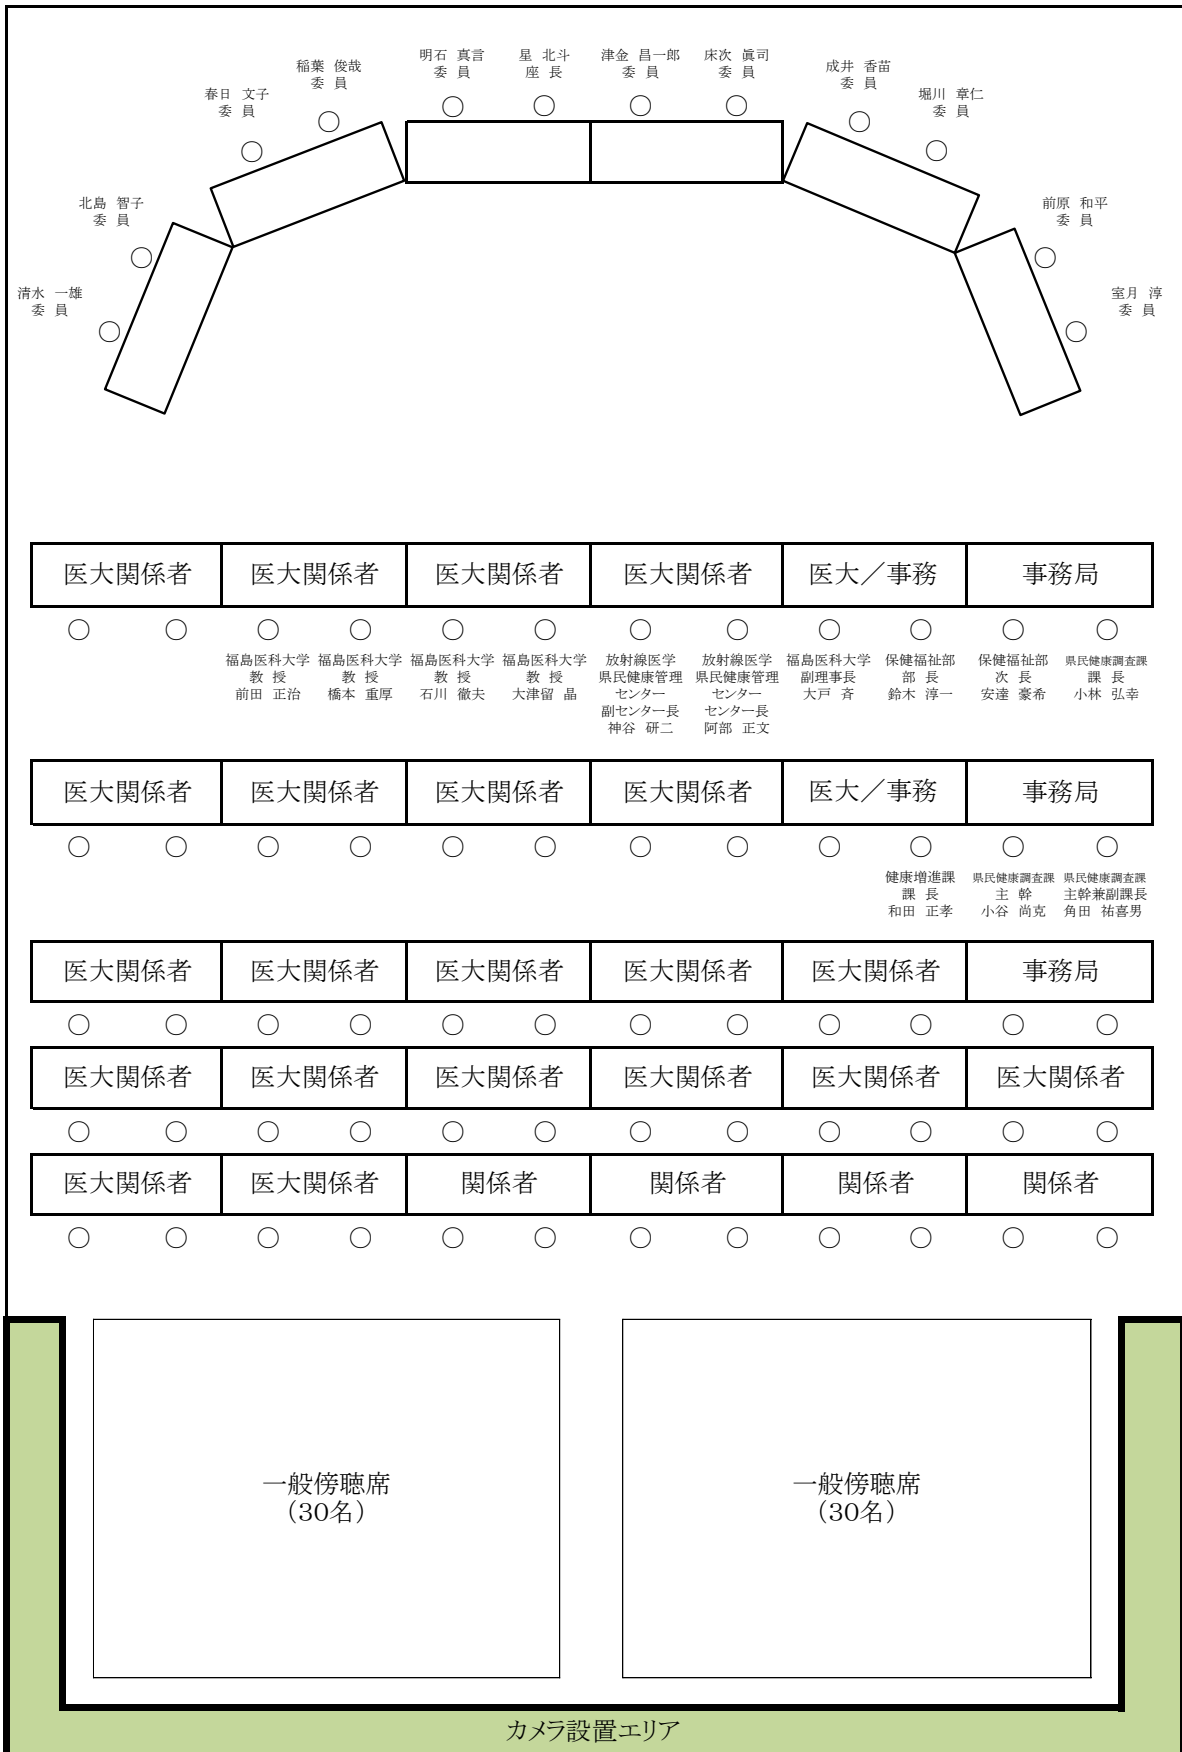 明石 真言
委 員
星 北斗
座 長
津金 昌一郎
委 員
床次 眞司
委 員
稲葉 俊哉
委 員
成井 香苗
委 員
春日 文子
委 員
堀川 章仁
委 員
北島 智子
委 員
前原 和平
委 員
清水 一雄
委 員
室月 淳
委 員
医大関係者 医大関係者 医大関係者 医大関係者 医大／事務 事務局
福島医科大学
教 授
前田 正治
福島医科大学
教 授
橋本 重厚
福島医科大学
教 授
石川 徹夫
福島医科大学
教 授
大津留 晶
放射線医学
県民健康管理
センター
副センター長
神谷 研二
放射線医学
県民健康管理
センター
センター長
阿部 正文
福島医科大学
副理事長
大戸 斉
保健福祉部
部 長
鈴木 淳一
保健福祉部
次 長
安達 豪希
県民健康調査課
課 長
小林 弘幸
医大関係者 医大関係者 医大関係者 医大関係者 医大／事務 事務局
健康増進課
課 長
和田 正孝
県民健康調査課
主 幹
小谷 尚克
県民健康調査課
主幹兼副課長
角田 祐喜男
医大関係者 医大関係者 医大関係者 医大関係者 医大関係者 事務局
医大関係者 医大関係者 医大関係者 医大関係者 医大関係者 医大関係者
医大関係者 医大関係者 関係者 関係者 関係者 関係者
一般傍聴席
（30名）
一般傍聴席
（30名）
カメラ設置エリア